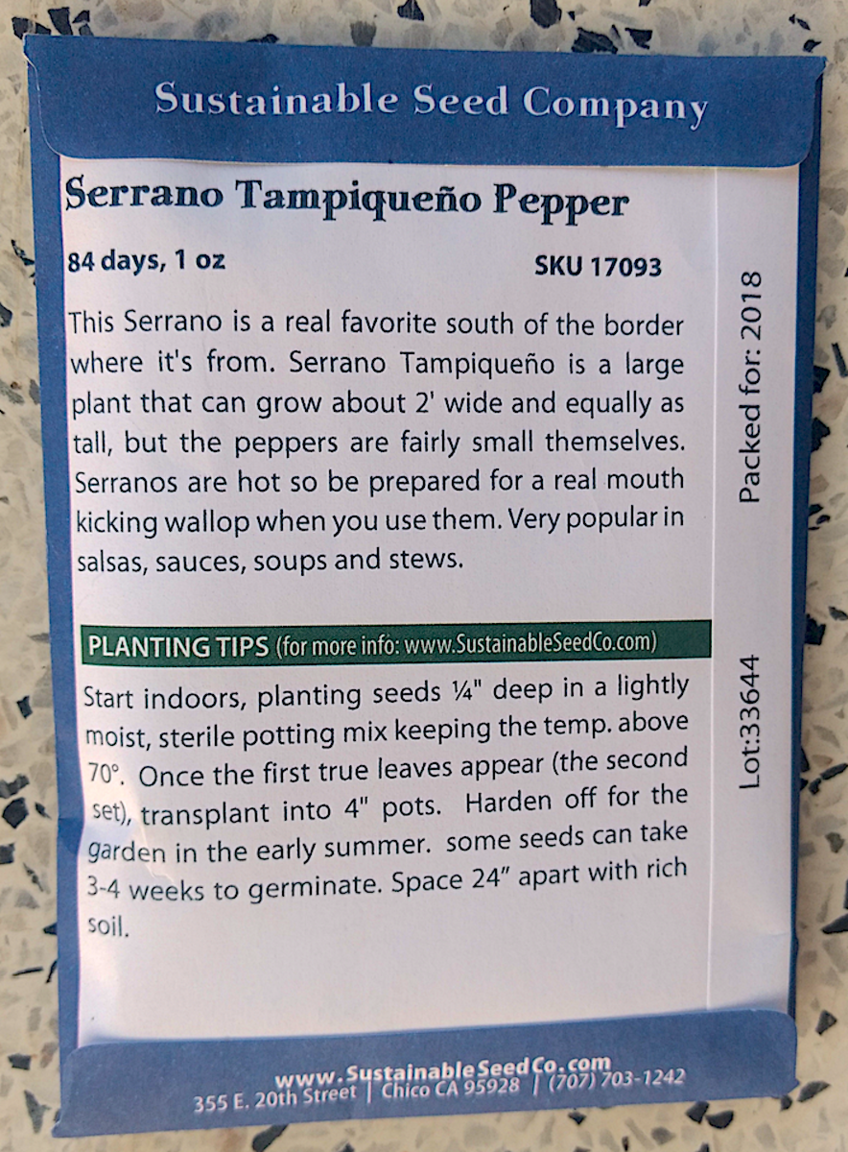 Sustainable Seed Company
Serrano Tampiqueño Pepper
84 days, 1 oz SKU 17093
This Serrano is a real favorite south of the border
where it's from. Serrano Tampiqueño is a large
plant that can grow about 2' wide and equally as
tall, but the peppers are fairly small themselves.
Serranos are hot so be prepared for a real mouth
kicking wallop when you use them. Very popular in
salsas, sauces, soups and stews.
PLANTING TIPS (for more info: www.SustainableSeedCo.com)
Start indoors, planting seeds ¼" deep in a lightly
moist, sterile potting mix keeping the temp. above
70°. Once the first true leaves appear (the second
set), transplant into 4" pots. Harden off for the
garden in the early summer. some seeds can take
3-4 weeks to germinate. Space 24" apart with rich
soil.
Packed for: 2018
Lot:33644
www.SustainableSeedCo.com
355 E. 20th Street | Chico CA 95928 | (707) 703-1242